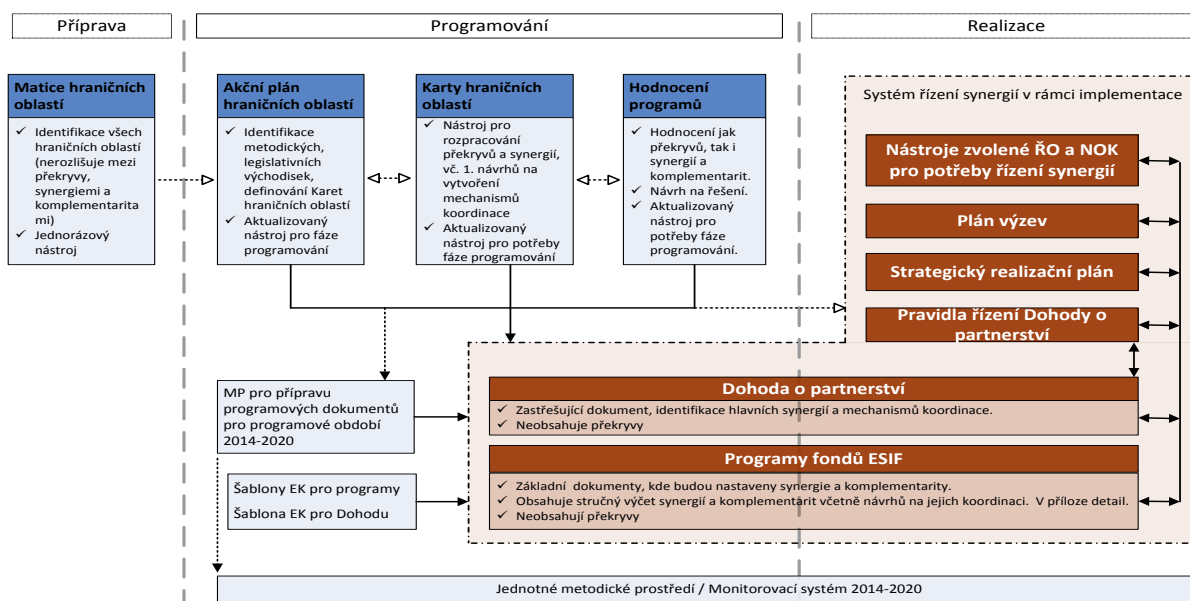 Příprava
Programování
Realizace
Matice hraničních
oblastí
✓ Identifikace všech
hraničních oblastí
(nerozlišuje mezi
překryvy,
synergiemi a
komplementarita
mi)
✓ Jednorázový
nástroj
Akční plán
hraničních oblastí
✓ Identifikace
metodických,
legislativních
východisek,
definování Karet
hraničních oblastí
✓ Aktualizovaný
nástroj pro fáze
programování
Karty hraničních
oblastí
✓ Nástroj pro
rozpracování
překryvů a synergií,
vč. 1. návrhů na
vytvoření
mechanismů
koordinace
✓ Aktualizovaný
nástroj pro potřeby
fáze programování
Hodnocení
programů
✓ Hodnocení jak
překryvů, tak i
synergií a
komplementarit.
✓ Návrh na řešení.
✓ Aktualizovaný
nástroj pro
potřeby fáze
programování.
Systém řízení synergií v rámci implementace
Nástroje zvolené ŘO a NOK
pro potřeby řízení synergií
Plán výzev
Strategický realizační plán
Pravidla řízení Dohody o
partnerství
MP pro přípravu
programových dokumentů
pro programové období
2014-2020
Dohoda o partnerství
✓ Zastřešující dokument, identifikace hlavních synergií a mechanismů koordinace.
✓ Neobsahuje překryvy
Šablony EK pro programy
Šablona EK pro Dohodu
Programy fondů ESIF
✓ Základní dokumenty, kde budou nastaveny synergie a komplementarity.
✓ Obsahuje stručný výčet synergií a komplementarit včetně návrhů na jejich koordinaci. V příloze detail.
✓ Neobsahují překryvy
Jednotné metodické prostředí / Monitorovací systém 2014-2020